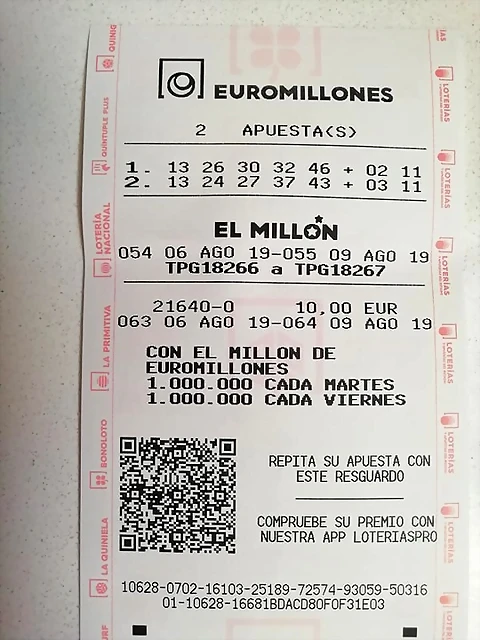 EUROMILLONES
2 APUESTA(S)
1. 13 26 30 32 46 + 02 11
2. 13 24 27 37 43 + 03 11
EL MILLÓN
054 06 AGO 19-055 09 AGO 19
TPG18266 a TPG18267
21640-0 10,00 EUR
063 06 AGO 19-064 09 AGO 19
CON EL MILLON DE
EUROMILLONES
1.000.000 CADA MARTES
1.000.000 CADA VIERNES
REPITA SU APUESTA CON
ESTE RESGUARDO
COMPRUEBE SU PREMIO CON
NUESTRA APP LOTERIASPRO
10628-0702-16103-25189-72574-93059-50316
01-10628-16681BDACD80F0F31E03
QUINIG
QUÍNTUPLE PLUS
LOTERÍA
NACIONAL
LA PRIMITIVA
BONOLOTO
LA QUINIELA
LOTERÍAS
LOTERÍAS
LOTERÍAS
LOTERÍAS
LOTERÍAS
LOTERÍAS